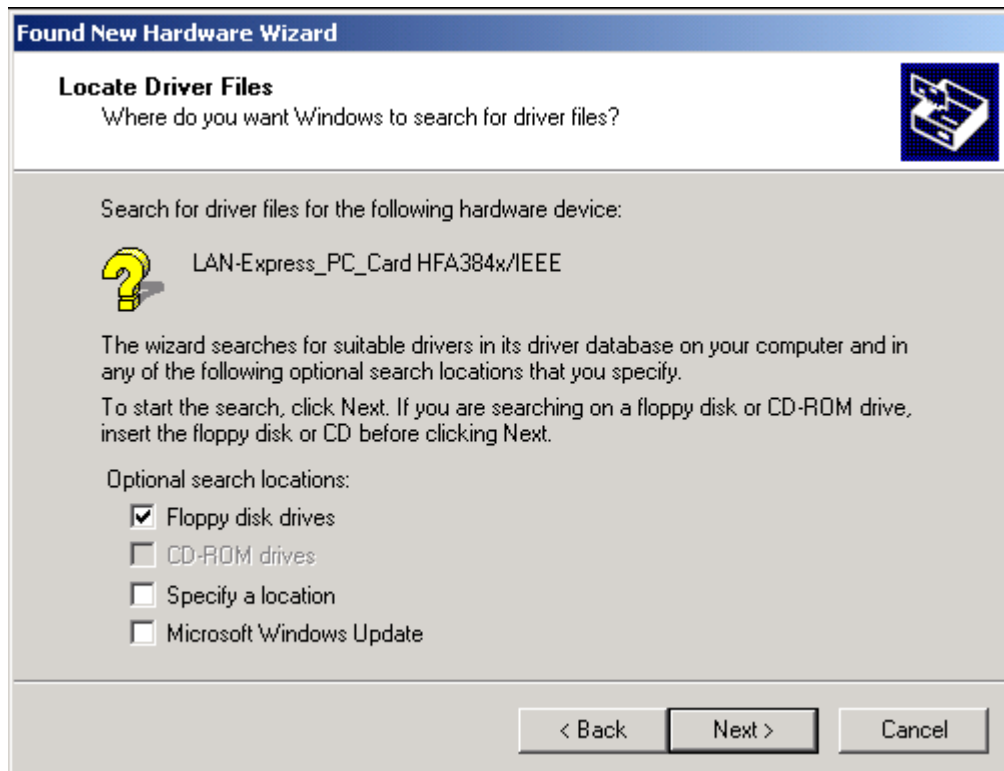 Found New Hardware Wizard
Locate Driver Files
Where do you want Windows to search for driver files?
Search for driver files for the following hardware device:
LAN-Express_PC_Card HFA384x/IEEE
The wizard searches for suitable drivers in its driver database on your computer and in
any of the following optional search locations that you specify.
To start the search, click Next. If you are searching on a floppy disk or CD-ROM drive,
insert the floppy disk or CD before clicking Next.
Optional search locations:
Floppy disk drives
CD-ROM drives
Specify a location
Microsoft Windows Update
< Back Next > Cancel